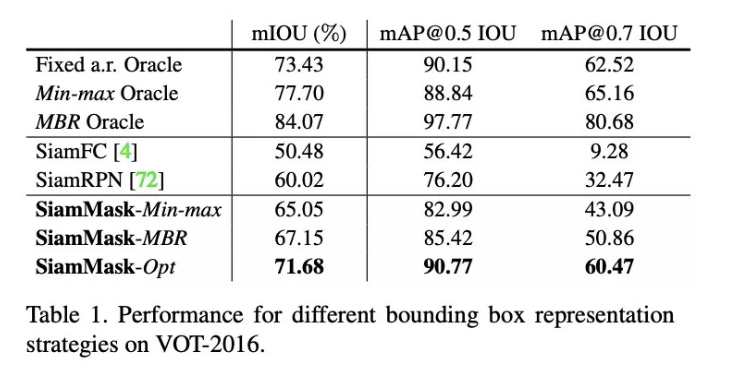 mIOU (%) mAP@0.5 IOU mAP@0.7 IOU
Fixed a.r. Oracle 73.43 90.15 62.52
Min-max Oracle 77.70 88.84 65.16
MBR Oracle 84.07 97.77 80.68
SiamFC [4] 50.48 56.42 9.28
SiamRPN [72] 60.02 76.20 32.47
SiamMask-Min-max 65.05 82.99 43.09
SiamMask-MBR 67.15 85.42 50.86
SiamMask-Opt 71.68 90.77 60.47
Table 1. Performance for different bounding box representation
strategies on VOT-2016.